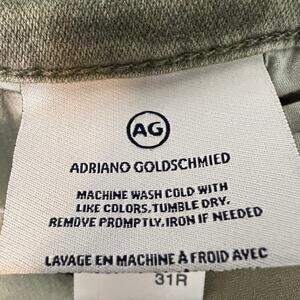 AG
ADRIANO GOLDSCHMIED
MACHINE WASH COLD WITH
LIKE COLORS.TUMBLE DRY.
REMOVE PROMPTLY.IRON IF NEEDED
LAVAGE EN MACHINE À FROID AVEC
31R